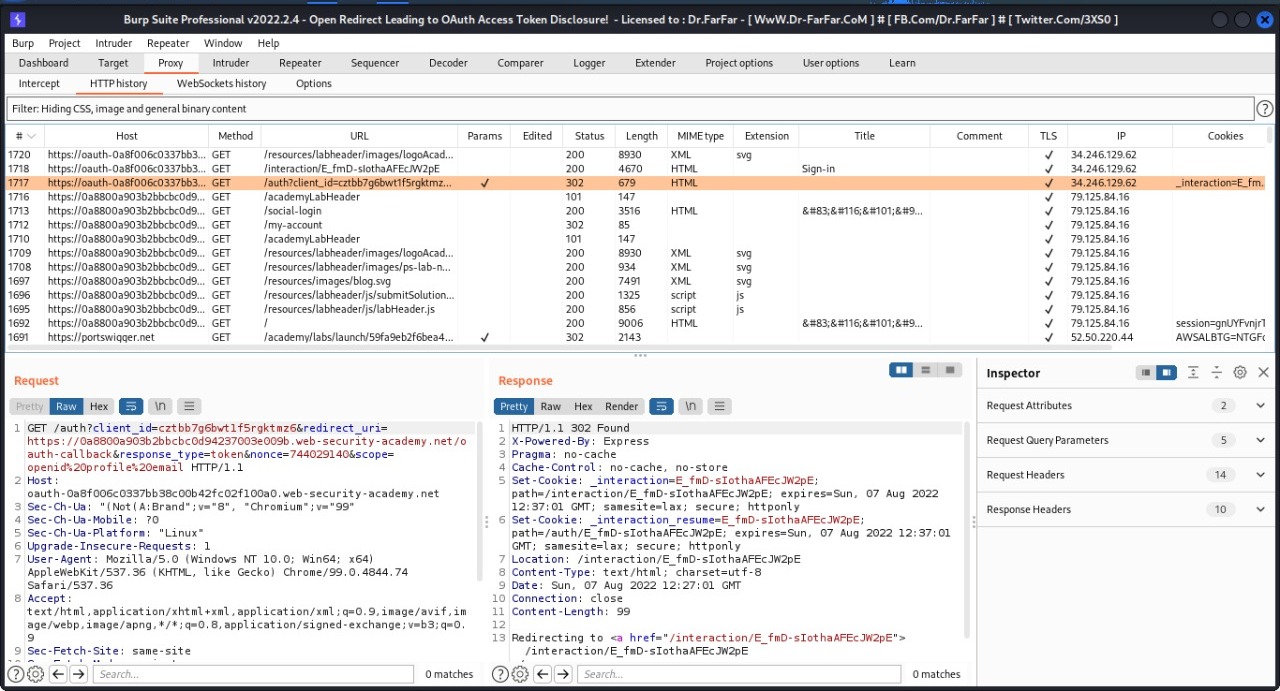 Burp Suite Professional v2022.2.4 - Open Redirect Leading to OAuth Access Token Disclosure! - Licensed to : Dr.FarFar - [ WwW.Dr-FarFar.CoM ] # [ FB.Com/Dr.FarFar ] # [ Twitter.Com/3XS0 ]
Burp Project Intruder Repeater Window Help
Dashboard Target Proxy Intruder Repeater Sequencer Decoder Comparer Logger Extender Project options User options Learn
Intercept HTTP history WebSockets history Options
Filter: Hiding CSS, image and general binary content
# Host Method URL Params Edited Status Length MIME type Extension Title Comment TLS IP Cookies
1720 https://oauth-0a8f006c0337bb3... GET /resources/labheader/images/logoAcad... 200 8930 XML svg ✓ 34.246.129.62
1718 https://oauth-0a8f006c0337bb3... GET /interaction/E_fmD-sIothaAFEcJW2pE 200 4670 HTML Sign-in ✓ 34.246.129.62
1717 https://oauth-0a8f006c0337bb3... GET /auth?client_id=cztbb7g6bwt1f5rgktmz... ✓ 302 679 HTML ✓ 34.246.129.62 _interaction=E_fm.
1716 https://0a8800a903b2bbcbc0d9... GET /academyLabHeader 101 147 ✓ 79.125.84.16
1713 https://0a8800a903b2bbcbc0d9... GET /social-login 200 3516 HTML &#83;&#116;&#101;&#9... ✓ 79.125.84.16
1712 https://0a8800a903b2bbcbc0d9... GET /my-account 302 85 ✓ 79.125.84.16
1710 https://0a8800a903b2bbcbc0d9... GET /academyLabHeader 101 147 ✓ 79.125.84.16
1709 https://0a8800a903b2bbcbc0d9... GET /resources/labheader/images/logoAcad... 200 8930 XML svg ✓ 79.125.84.16
1708 https://0a8800a903b2bbcbc0d9... GET /resources/labheader/images/ps-lab-n... 200 934 XML svg ✓ 79.125.84.16
1697 https://0a8800a903b2bbcbc0d9... GET /resources/images/blog.svg 200 7491 XML svg ✓ 79.125.84.16
1696 https://0a8800a903b2bbcbc0d9... GET /resources/labheader/js/submitSolution... 200 1325 script js ✓ 79.125.84.16
1695 https://0a8800a903b2bbcbc0d9... GET /resources/labheader/js/labHeader.js 200 856 script js ✓ 79.125.84.16
1692 https://0a8800a903b2bbcbc0d9... GET / 200 9006 HTML &#83;&#116;&#101;&#9... ✓ 79.125.84.16 session=gnUYFvnjrT
1691 https://portswigger.net GET /academy/labs/launch/59fa9eb2f6bea4... ✓ 302 2143 ✓ 52.50.220.44 AWSALBTG=NTGFc
Request
Pretty Raw Hex \n
1 GET /auth?client_id=cztbb7g6bwt1f5rgktmz6&redirect_uri=
https://0a8800a903b2bbcbc0d94237003e009b.web-security-academy.net/o
auth-callback&response_type=token&nonce=744029140&scope=
openid%20profile%20email HTTP/1.1
2 Host:
oauth-0a8f006c0337bb38c00b42fc02f100a0.web-security-academy.net
3 Sec-Ch-Ua: "(Not(A:Brand";v="8", "Chromium";v="99"
4 Sec-Ch-Ua-Mobile: ?0
5 Sec-Ch-Ua-Platform: "Linux"
6 Upgrade-Insecure-Requests: 1
7 User-Agent: Mozilla/5.0 (Windows NT 10.0; Win64; x64)
AppleWebKit/537.36 (KHTML, like Gecko) Chrome/99.0.4844.74
Safari/537.36
8 Accept:
text/html,application/xhtml+xml,application/xml;q=0.9,image/avif,im
age/webp,image/apng,*/*;q=0.8,application/signed-exchange;v=b3;q=0.
9
9 Sec-Fetch-Site: same-site
Search... 0 matches
Response
Pretty Raw Hex Render \n
1 HTTP/1.1 302 Found
2 X-Powered-By: Express
3 Pragma: no-cache
4 Cache-Control: no-cache, no-store
5 Set-Cookie: _interaction=E_fmD-sIothaAFEcJW2pE;
path=/interaction/E_fmD-sIothaAFEcJW2pE; expires=Sun, 07 Aug 2022
12:37:01 GMT; samesite=lax; secure; httponly
6 Set-Cookie: _interaction_resume=E_fmD-sIothaAFEcJW2pE;
path=/auth/E_fmD-sIothaAFEcJW2pE; expires=Sun, 07 Aug 2022 12:37:01
GMT; samesite=lax; secure; httponly
7 Location: /interaction/E_fmD-sIothaAFEcJW2pE
8 Content-Type: text/html; charset=utf-8
9 Date: Sun, 07 Aug 2022 12:27:01 GMT
10 Connection: close
11 Content-Length: 99
12
13 Redirecting to <a href="/interaction/E_fmD-sIothaAFEcJW2pE">
/interaction/E_fmD-sIothaAFEcJW2pE
Search... 0 matches
Inspector
Request Attributes 2
Request Query Parameters 5
Request Headers 14
Response Headers 10